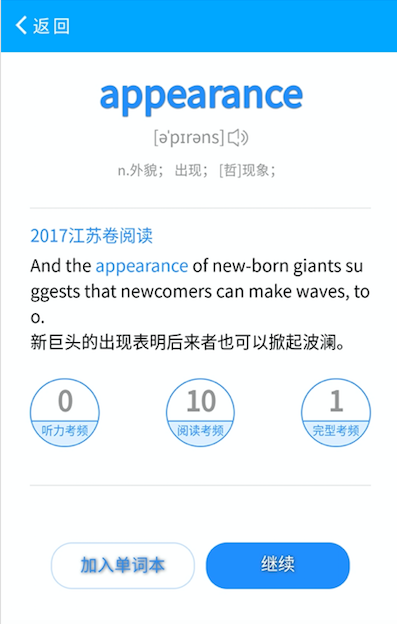 返回
appearance
[ə'pɪrəns]
n.外貌； 出现； [哲]现象；
2017江苏卷阅读
And the appearance of new-born giants su
ggests that newcomers can make waves, to
o.
新巨头的出现表明后来者也可以掀起波澜。
0 10 1
听力考频 阅读考频 完型考频
加入单词本 继续